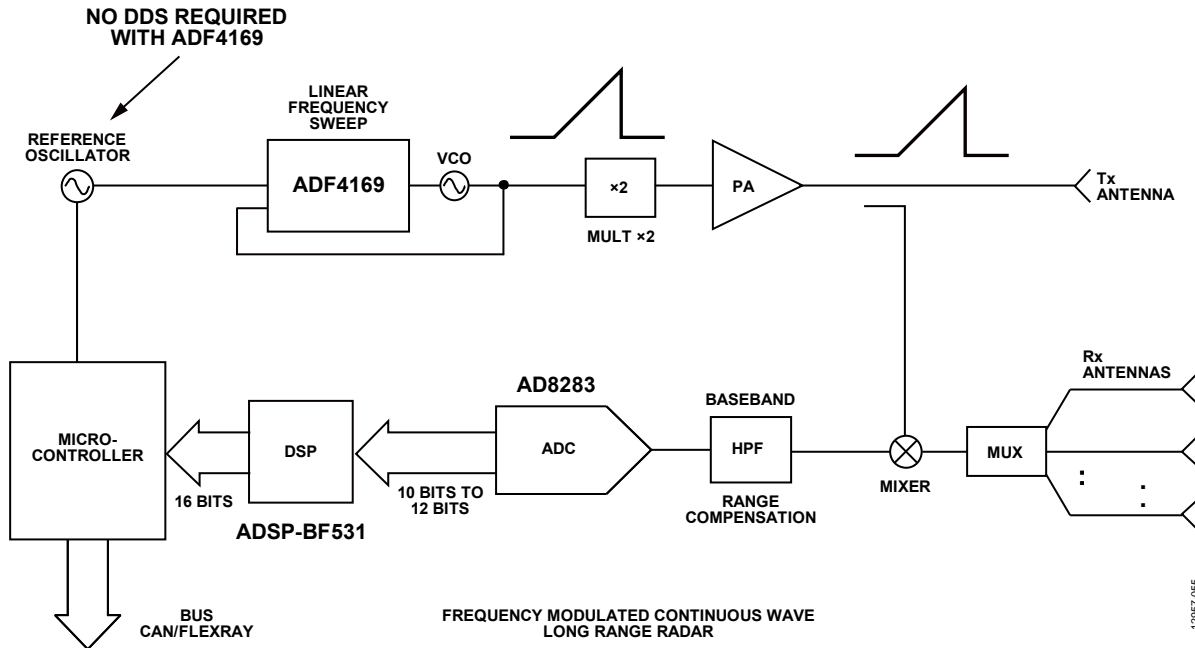 NO DDS REQUIRED
WITH ADF4169
LINEAR
FREQUENCY
SWEEP
REFERENCE
OSCILLATOR
VCO
ADF4169
×2
PA
Tx
ANTENNA
MULT ×2
Rx
ANTENNAS
AD8283
BASEBAND
MICRO-
CONTROLLER
DSP
ADC
HPF
MUX
MIXER
16 BITS
10 BITS TO
12 BITS
RANGE
COMPENSATION
ADSP-BF531
BUS
CAN/FLEXRAY
FREQUENCY MODULATED CONTINUOUS WAVE
LONG RANGE RADAR
12057-055